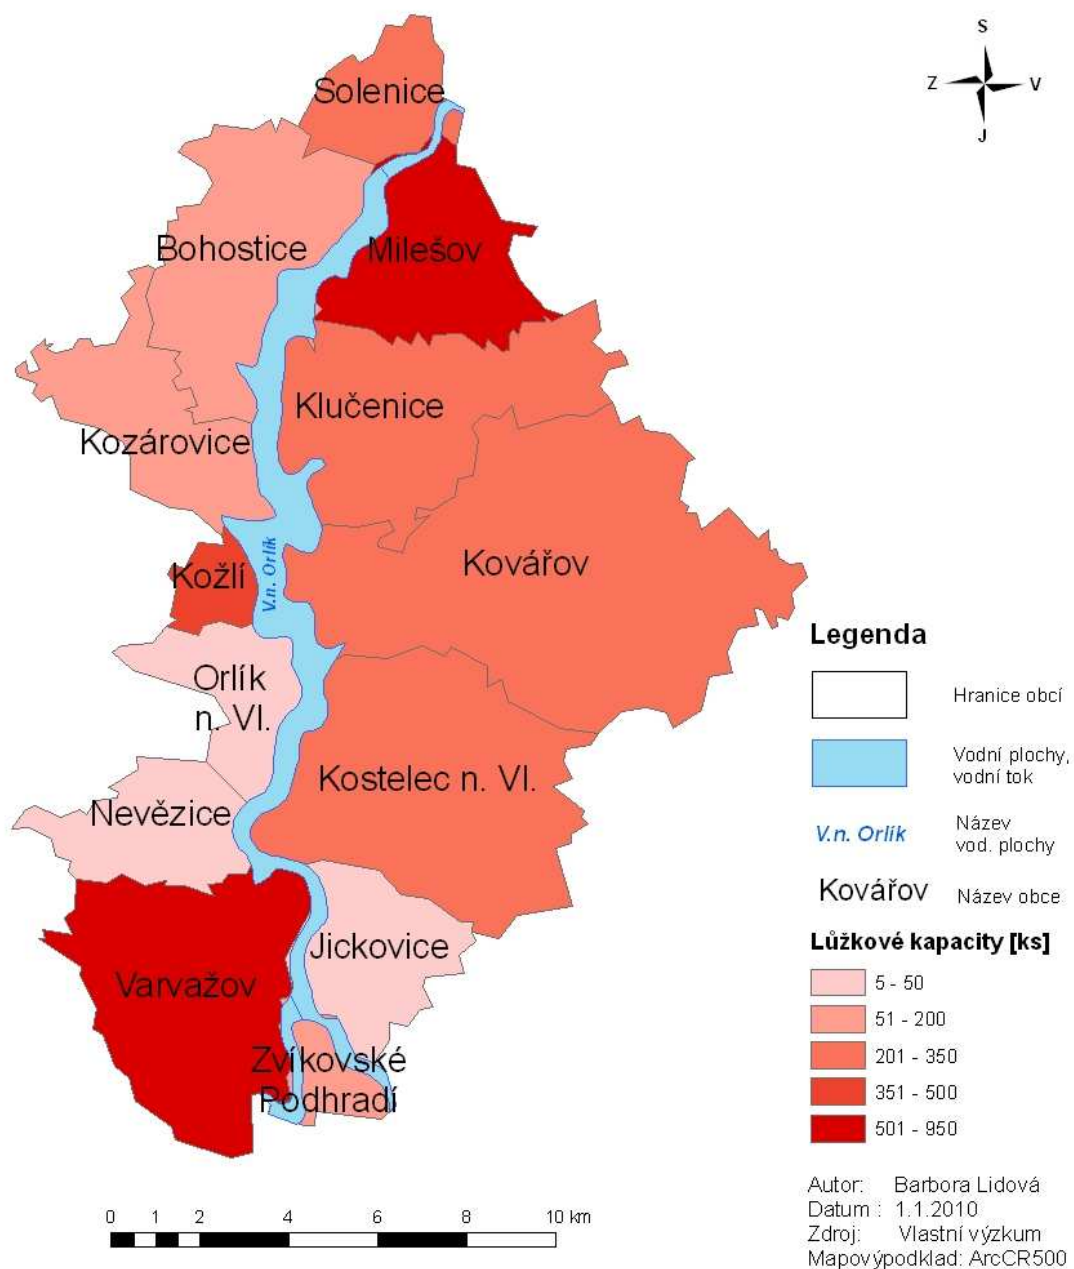 S
Z
V
J
Solenice
Bohostice
Milešov
Klučenice
Kozárovice
Kožlí
V.n. Orlík
Kovářov
Orlík
n. Vl.
Kostelec n. Vl.
Nevězice
Jickovice
Varvažov
Zvíkovské
Podhradí
Legenda
Hranice obcí
Vodní plochy,
vodní tok
V.n. Orlík
Název
vod. plochy
Kovářov
Název obce
Lůžkové kapacity [ks]
5 - 50
51 - 200
201 - 350
351 - 500
501 - 950
Autor: Barbora Lidová
Datum : 1.1.2010
Zdroj: Vlastní výzkum
Mapovýpodklad: ArcCR500
0 1 2 4 6 8 10 km